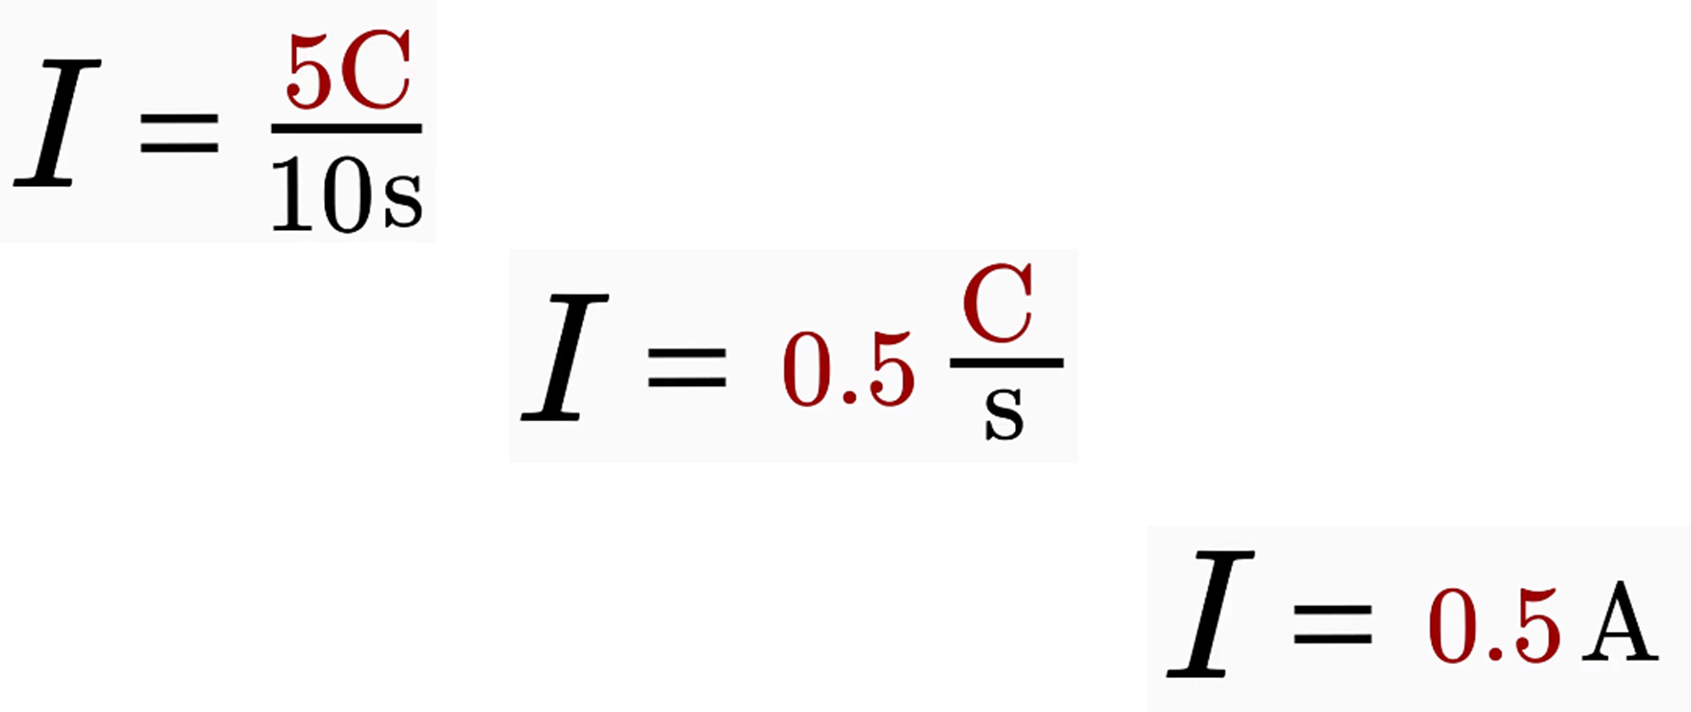 I = 5C/10s
I = 0.5 C/s
I = 0.5 A